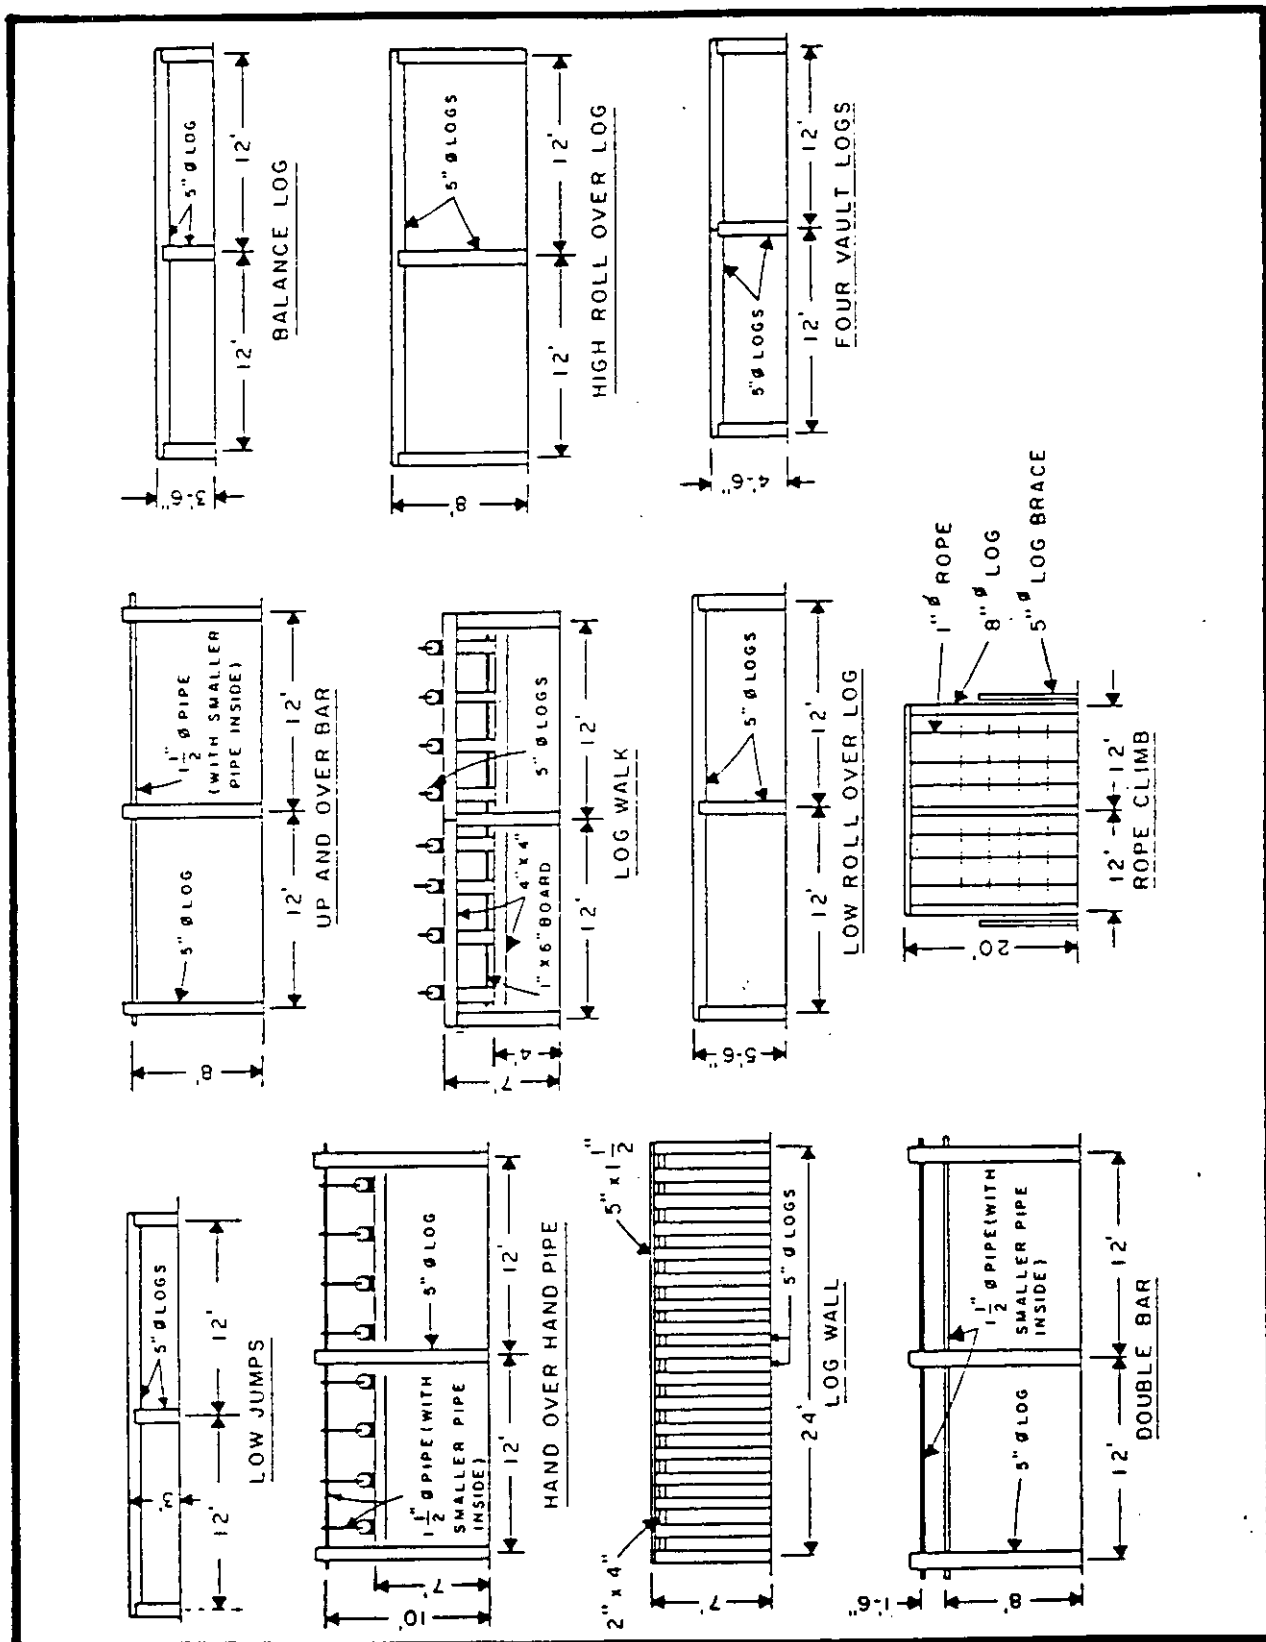 3'
5" Ø LOGS
12'
12'
LOW JUMPS
8'
5" Ø LOG
1 1/2" Ø PIPE
(WITH SMALLER
PIPE INSIDE)
12'
12'
UP AND OVER BAR
3'-6"
5" Ø LOG
12'
12'
BALANCE LOG
10'
7'
1 1/2" Ø PIPE (WITH
SMALLER PIPE
INSIDE)
5" Ø LOG
12'
12'
HAND OVER HAND PIPE
7'
4'
1" X 6" BOARD
4" X 4"
5" Ø LOGS
12'
12'
LOG WALK
8'
5" Ø LOGS
12'
12'
HIGH ROLL OVER LOG
2" x 4"
5" x 1 1/2"
7'
5" Ø LOGS
24'
LOG WALL
5'-6"
5" Ø LOGS
12'
12'
LOW ROLL OVER LOG
4'-6"
5" Ø LOGS
12'
12'
FOUR VAULT LOGS
1'-6"
8'
5" Ø LOG
1 1/2" Ø PIPE (WITH
SMALLER PIPE
INSIDE)
12'
12'
DOUBLE BAR
20'
1" Ø ROPE
8" Ø LOG
5" Ø LOG BRACE
12'
12'
ROPE CLIMB